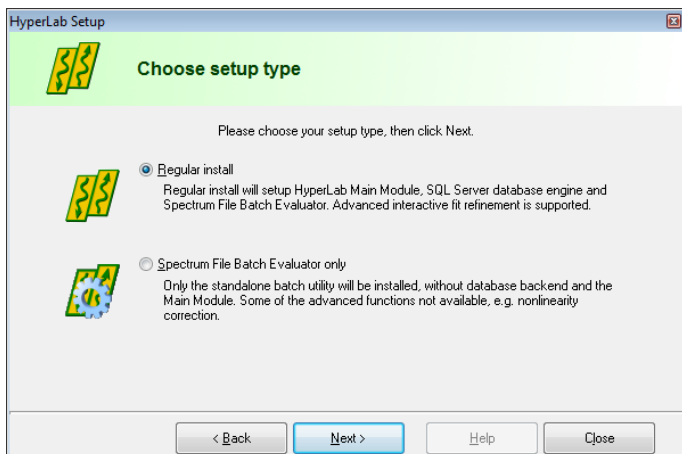 HyperLab Setup
Choose setup type
Please choose your setup type, then click Next.
Regular install
Regular install will setup HyperLab Main Module, SQL Server database engine and
Spectrum File Batch Evaluator. Advanced interactive fit refinement is supported.
Spectrum File Batch Evaluator only
Only the standalone batch utility will be installed, without database backend and the
Main Module. Some of the advanced functions not available, e.g. nonlinearity
correction.
< Back Next > Help Close